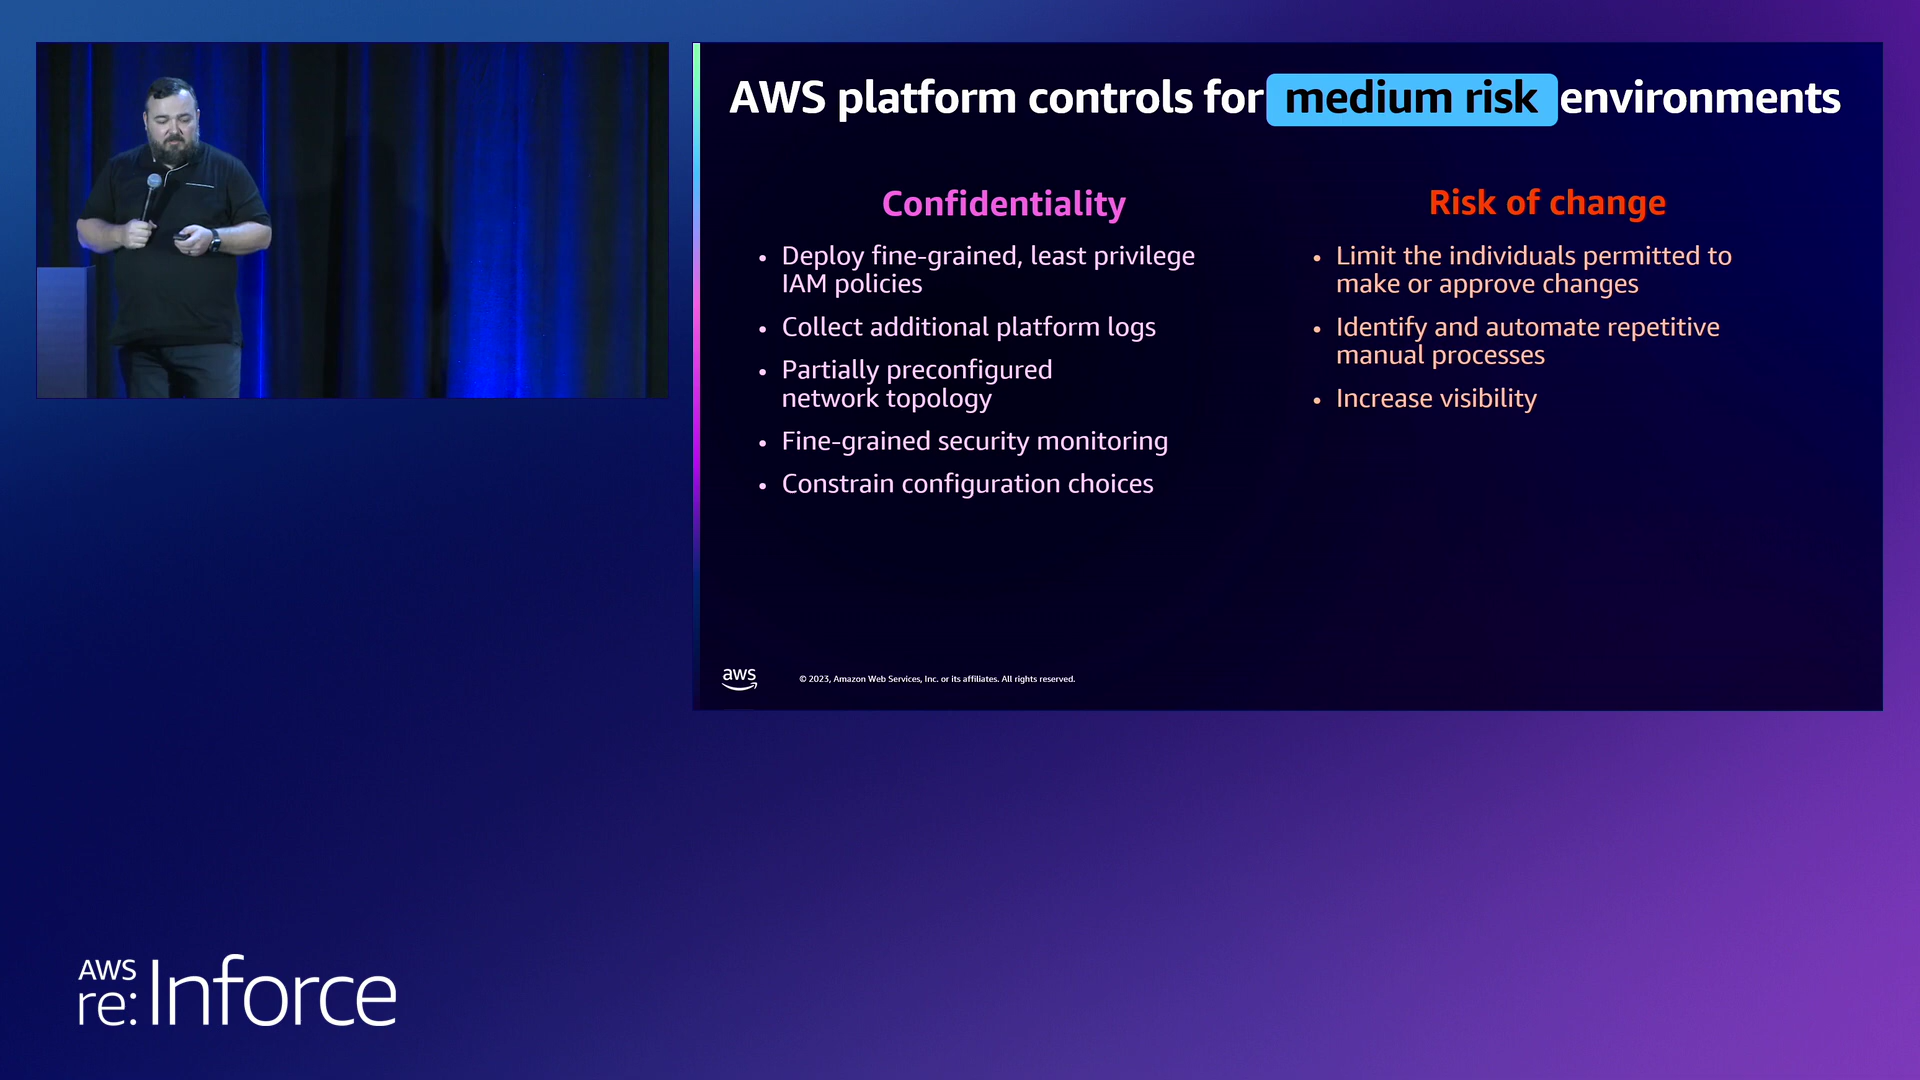 AWS platform controls for medium risk environments
Confidentiality
• Deploy fine-grained, least privilege
IAM policies
• Collect additional platform logs
• Partially preconfigured
network topology
• Fine-grained security monitoring
• Constrain configuration choices
Risk of change
• Limit the individuals permitted to
make or approve changes
• Identify and automate repetitive
manual processes
• Increase visibility
aws
© 2023, Amazon Web Services, Inc. or its affiliates. All rights reserved.
AWS
re:Inforce